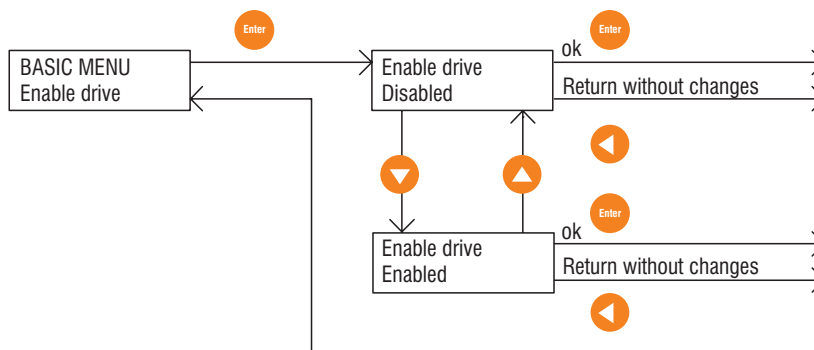 Enter
Enter
BASIC MENU
Enable drive
Enable drive
Disabled
ok
Return without changes
Enter
Enable drive
Enabled
ok
Return without changes